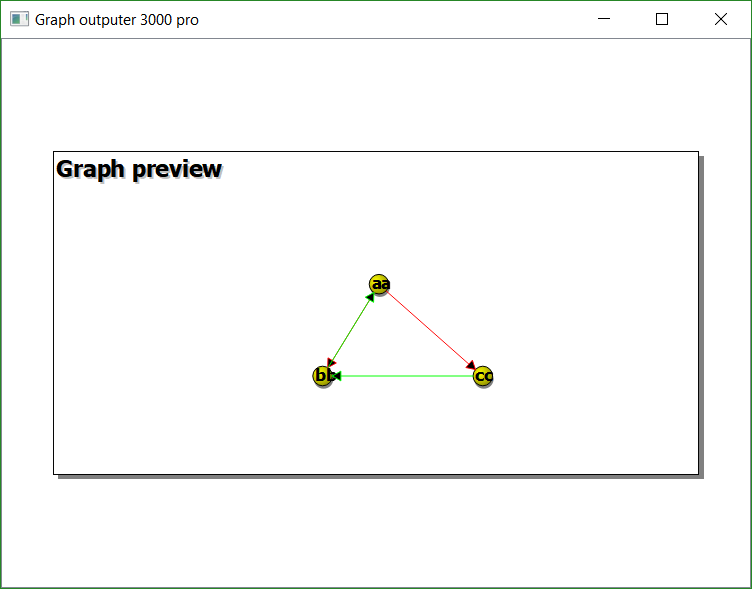 Graph outputer 3000 pro
Graph preview
aa
bb
cc